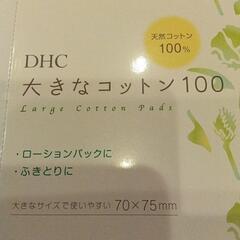 天然コットン
100%
DHC
大きなコットン100
Large Cotton Pads
・ローションパックに
・ふきとりに
大きなサイズで使いやすい 70×75mm